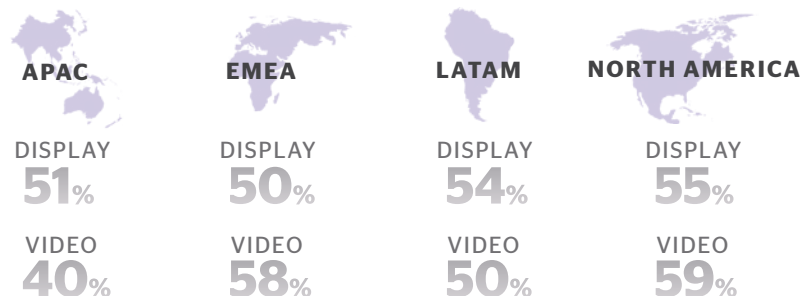 APAC EMEA LATAM NORTH AMERICA
DISPLAY DISPLAY DISPLAY DISPLAY
51% 50% 54% 55%
VIDEO VIDEO VIDEO VIDEO
40% 58% 50% 59%